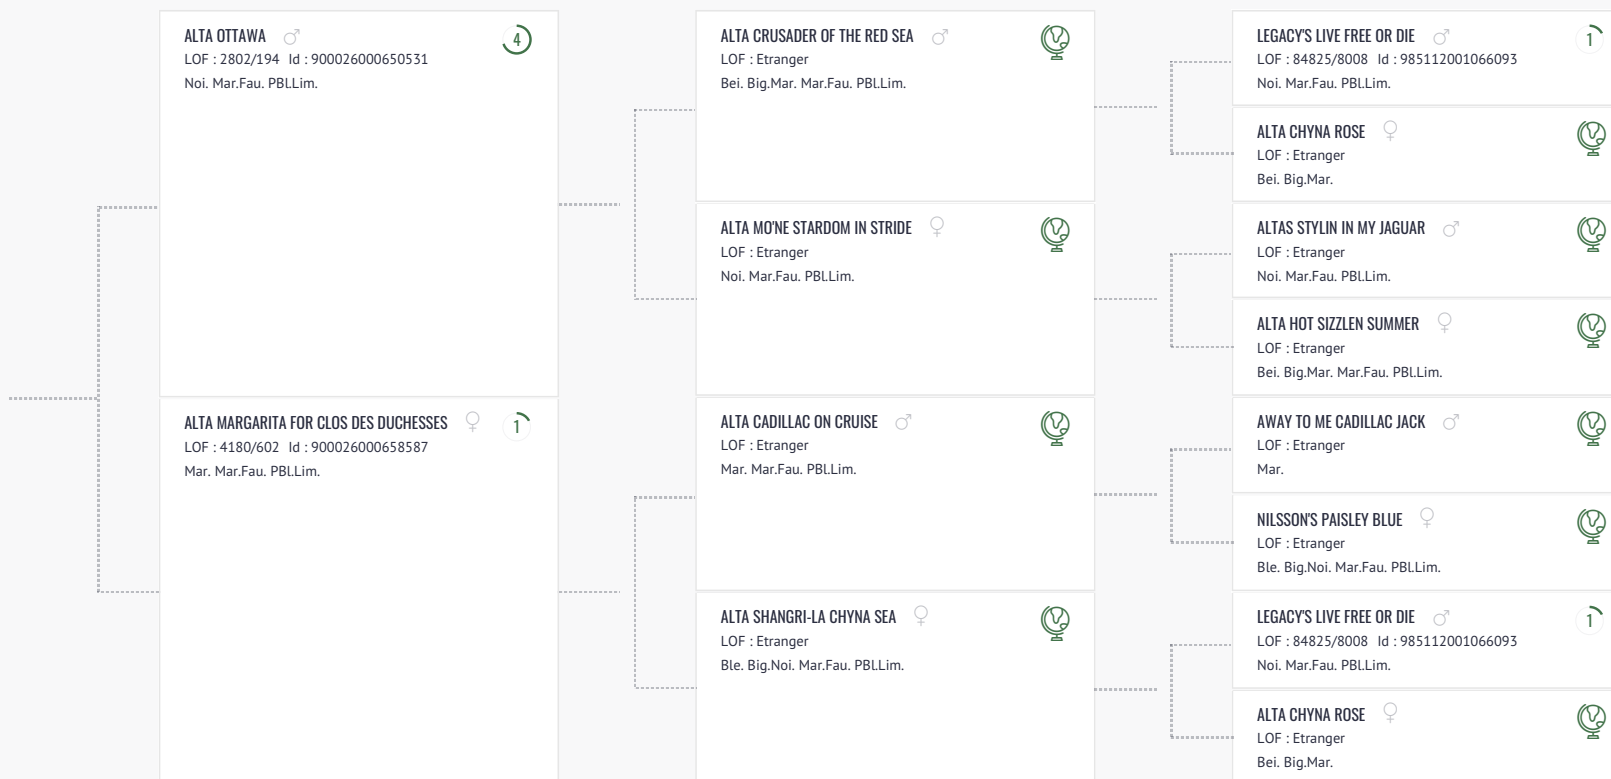 ALTA OTTAWA
4
LOF : 2802/194 Id : 900026000650531
Noi. Mar.Fau. PBl.Lim.
ALTA MARGARITA FOR CLOS DES DUCHESSES
1
LOF : 4180/602 Id : 900026000658587
Mar. Mar.Fau. PBl.Lim.
ALTA CRUSADER OF THE RED SEA
LOF : Etranger
Bei. Big.Mar. Mar.Fau. PBl.Lim.
ALTA MO'NE STARDOM IN STRIDE
LOF : Etranger
Noi. Mar.Fau. PBl.Lim.
ALTA CADILLAC ON CRUISE
LOF : Etranger
Mar. Mar.Fau. PBl.Lim.
ALTA SHANGRI-LA CHYNA SEA
LOF : Etranger
Ble. Big.Noi. Mar.Fau. PBl.Lim.
LEGACY'S LIVE FREE OR DIE
1
LOF : 84825/8008 Id : 985112001066093
Noi. Mar.Fau. PBl.Lim.
ALTA CHYNA ROSE
LOF : Etranger
Bei. Big.Mar.
ALTAS STYLIN IN MY JAGUAR
LOF : Etranger
Noi. Mar.Fau. PBl.Lim.
ALTA HOT SIZZLEN SUMMER
LOF : Etranger
Bei. Big.Mar. Mar.Fau. PBl.Lim.
AWAY TO ME CADILLAC JACK
LOF : Etranger
Mar.
NILSSON'S PAISLEY BLUE
LOF : Etranger
Ble. Big.Noi. Mar.Fau. PBl.Lim.
LEGACY'S LIVE FREE OR DIE
1
LOF : 84825/8008 Id : 985112001066093
Noi. Mar.Fau. PBl.Lim.
ALTA CHYNA ROSE
LOF : Etranger
Bei. Big.Mar.